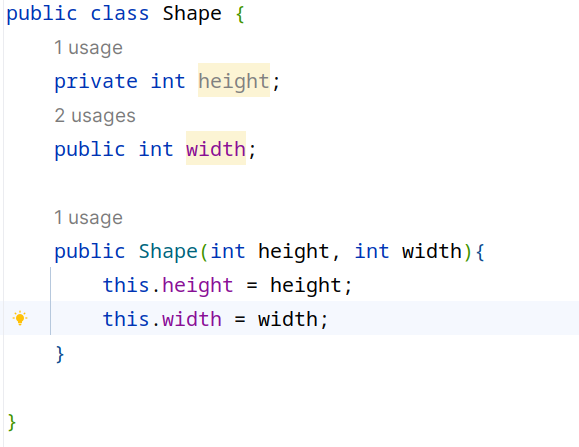 public class Shape {
1 usage
private int height;
2 usages
public int width;
1 usage
public Shape(int height, int width){
this.height = height;
this.width = width;
}
}